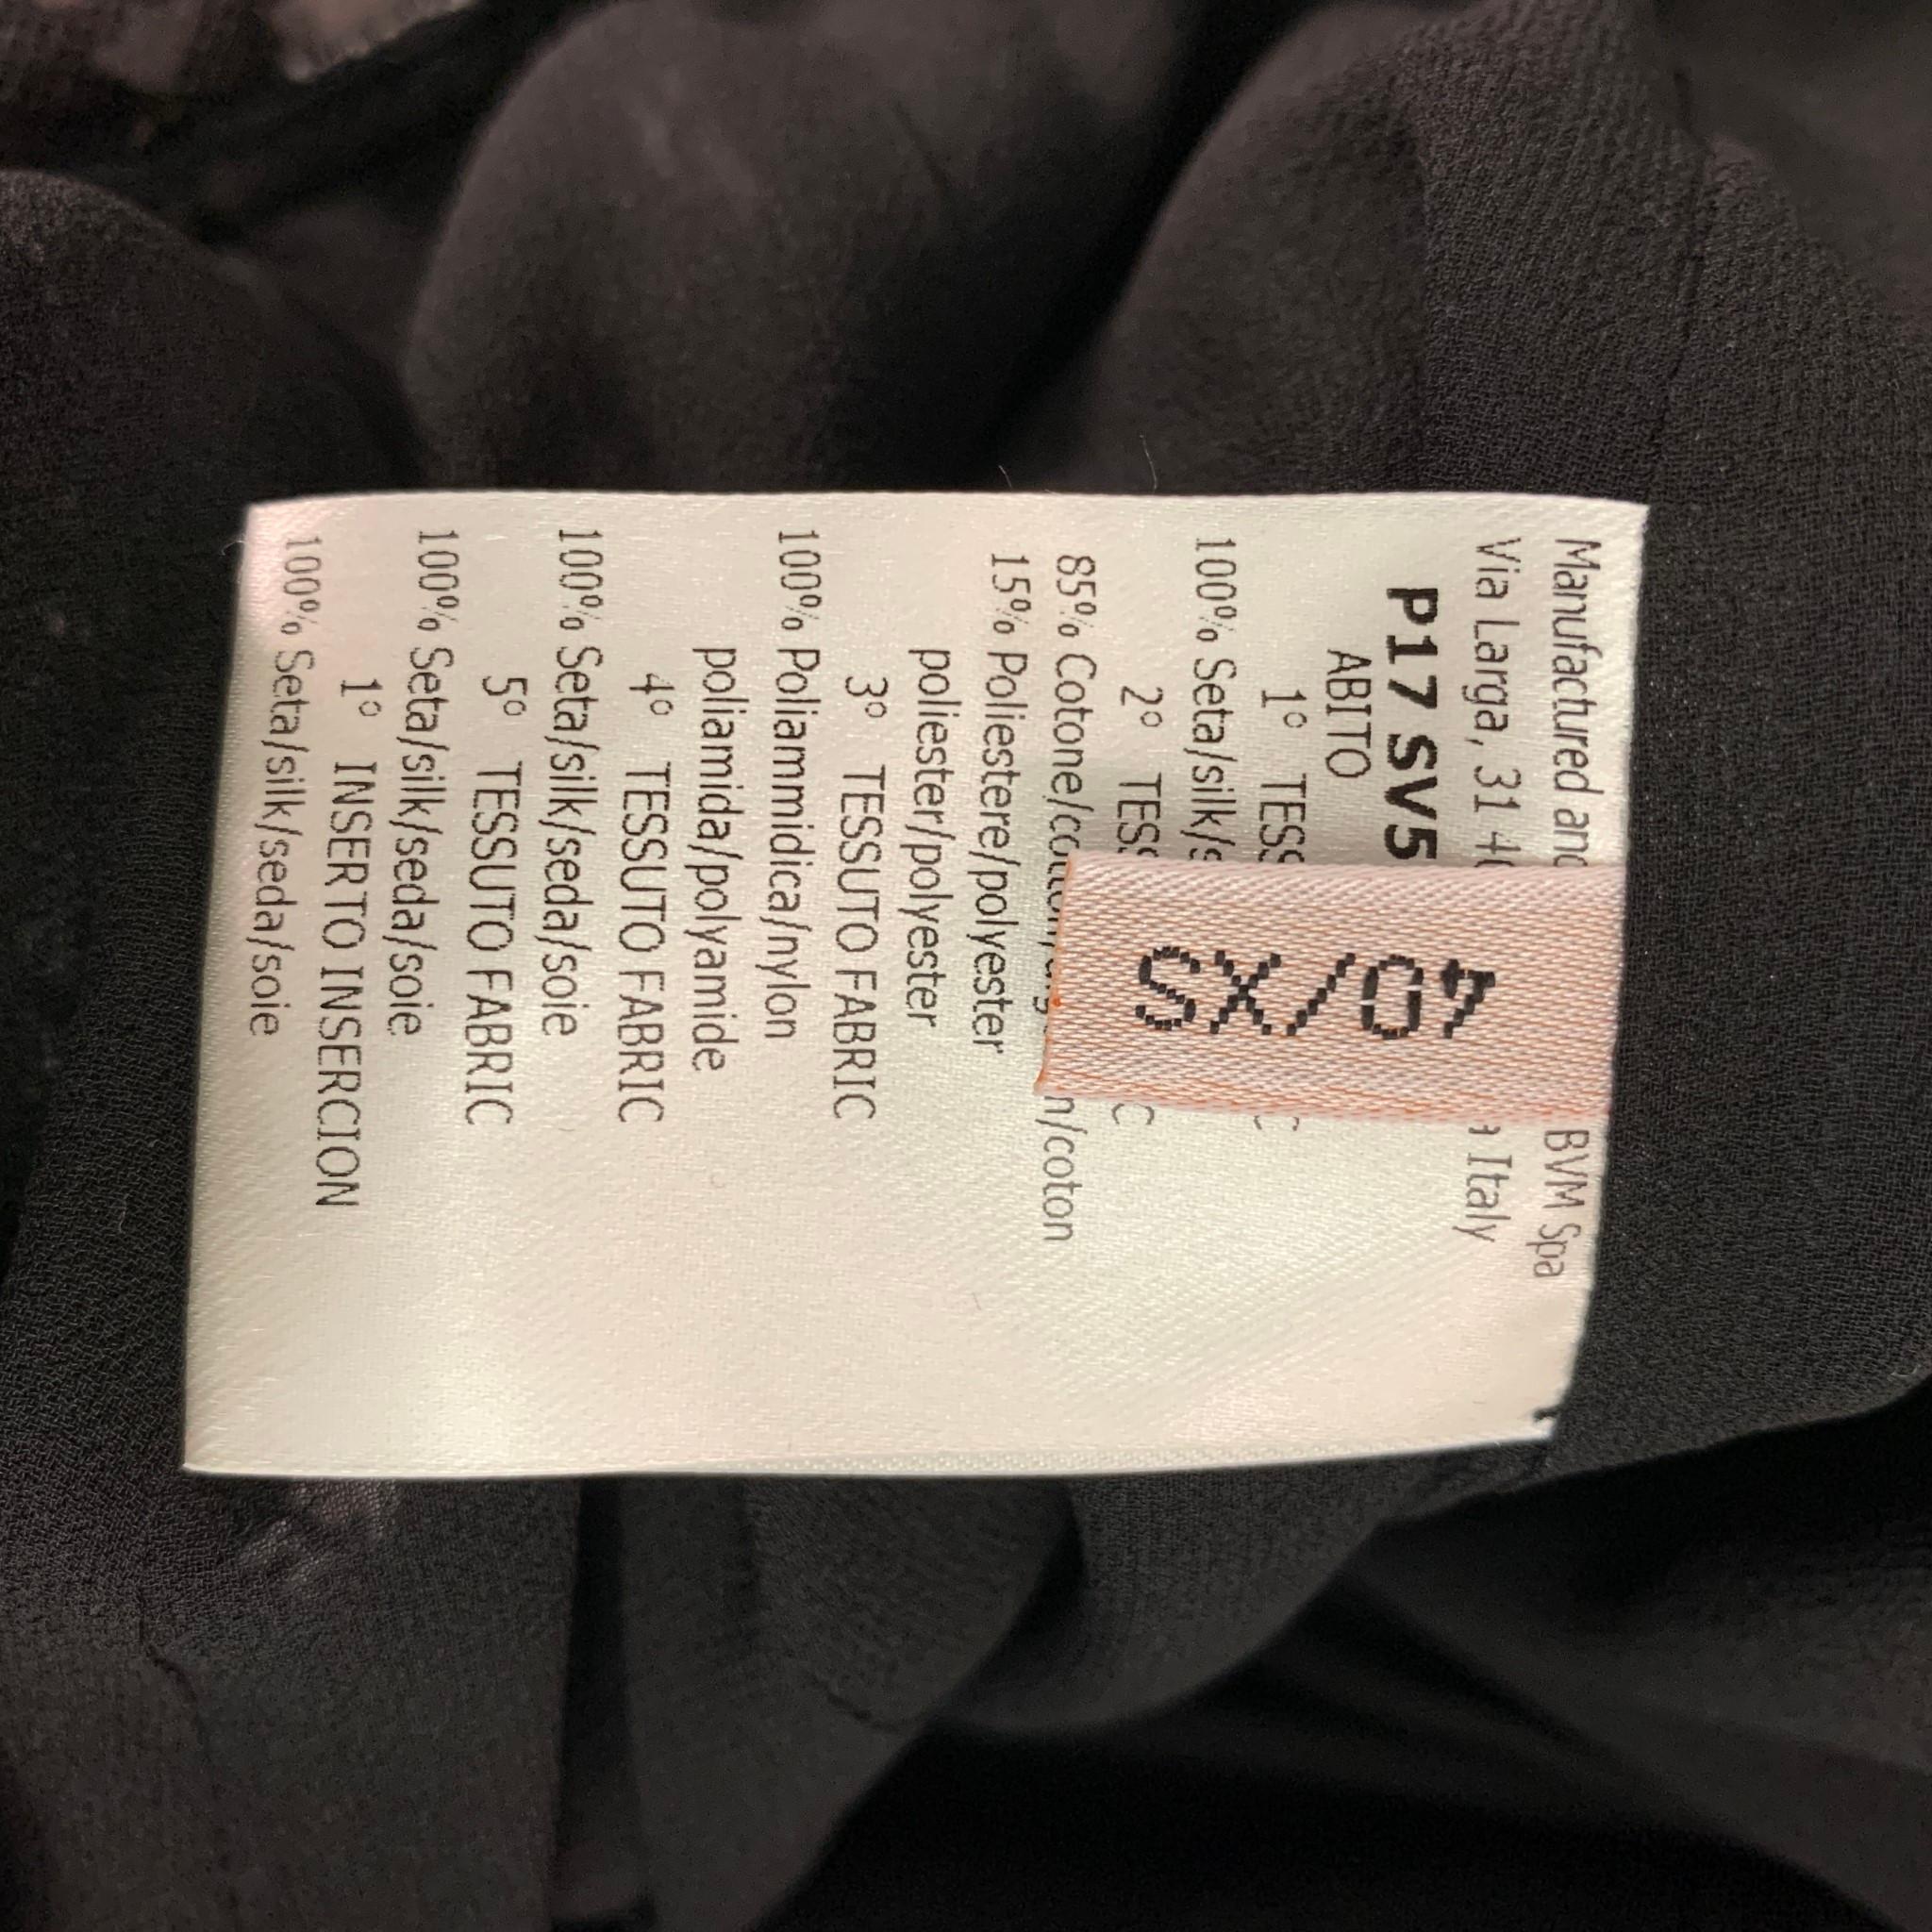 Manufactured BVM Spa
Via Larga, 31 Italy
P17 SV5
ABITO
1° TESS
100% Seta/silk/s
2° TESS
85% Cotone/co n/coton
15% Poliestere/polyester
poliester/polyester
3° TESSUTO FABRIC
100% Poliammidica/nylon
poliamida/polyamide
4° TESSUTO FABRIC
100% Seta/silk/seda/soie
5° TESSUTO FABRIC
100% Seta/silk/seda/soie
1° INSERTO INSERCION
100% Seta/silk/seda/soie
40/XS